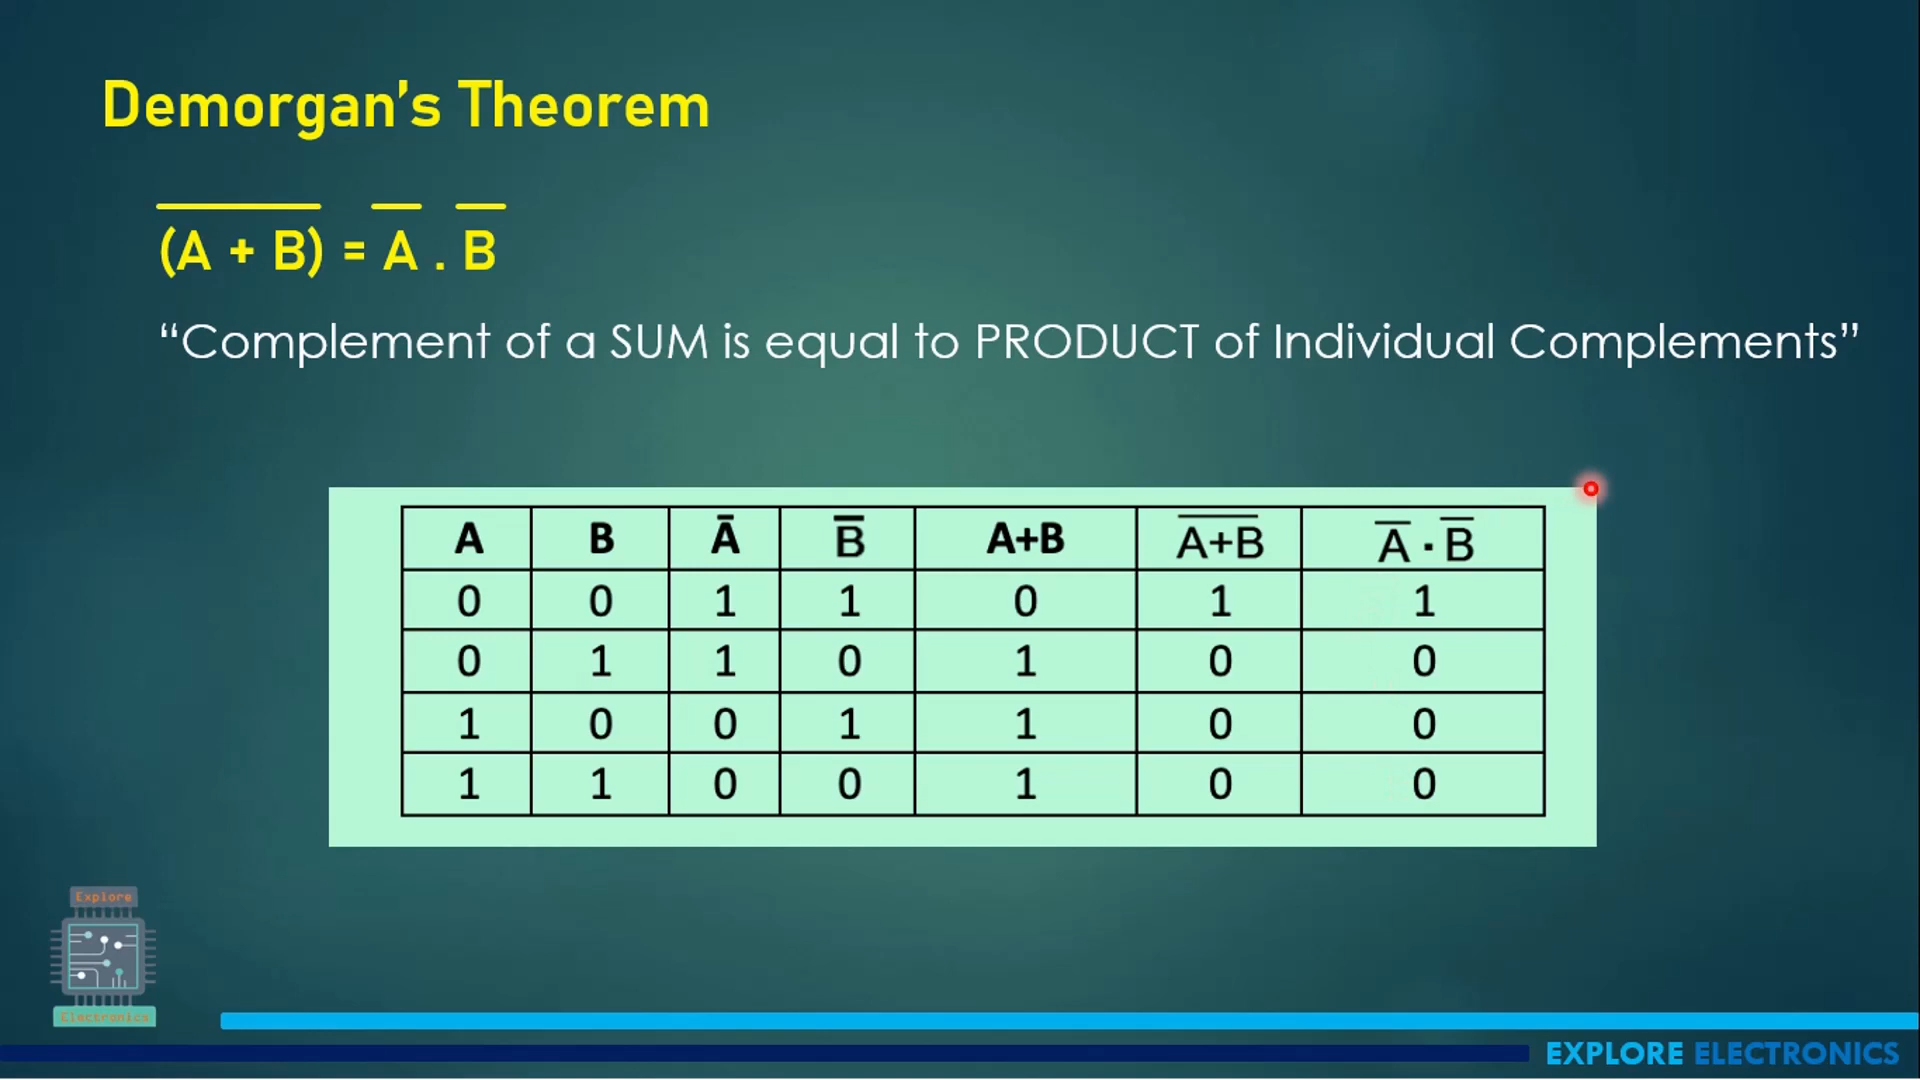 Demorgan’s Theorem
(A̅ ̅+̅ ̅B̅)̅ = A̅ . B̅
“Complement of a SUM is equal to PRODUCT of Individual Complements”
A B A̅ B̅ A+B A̅+̅B̅ A̅ · B̅
0 0 1 1 0 1 1
0 1 1 0 1 0 0
1 0 0 1 1 0 0
1 1 0 0 1 0 0
Explore
Electronics
EXPLORE ELECTRONICS